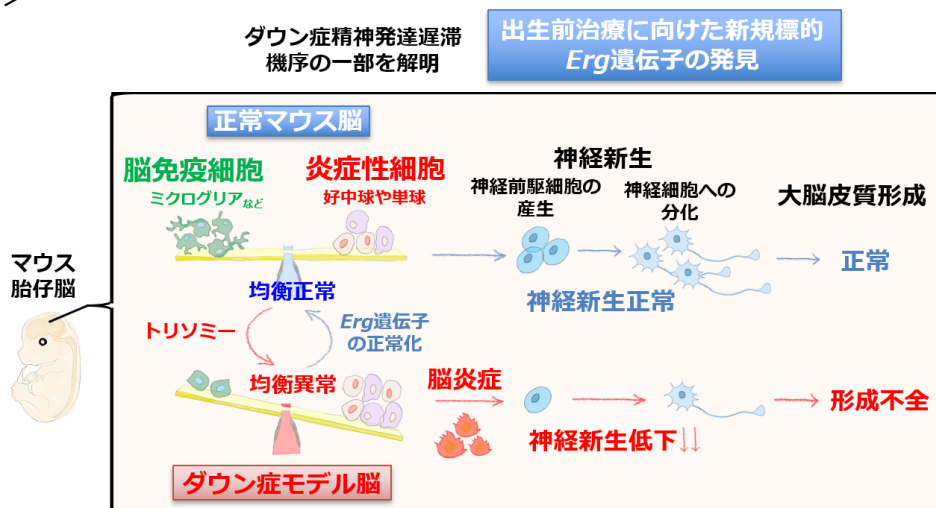 ダウン症精神発達遅滞
機序の一部を解明
出生前治療に向けた新規標的
Erg遺伝子の発見
正常マウス脳
脳免疫細胞
ミクログリアなど
炎症性細胞
好中球や単球
神経新生
神経前駆細胞の
産生
神経細胞への
分化
大脳皮質形成
マウス
胎仔脳
均衡正常
神経新生正常
正常
トリソミー
Erg遺伝子
の正常化
均衡異常
脳炎症
神経新生低下↓↓
形成不全
ダウン症モデル脳